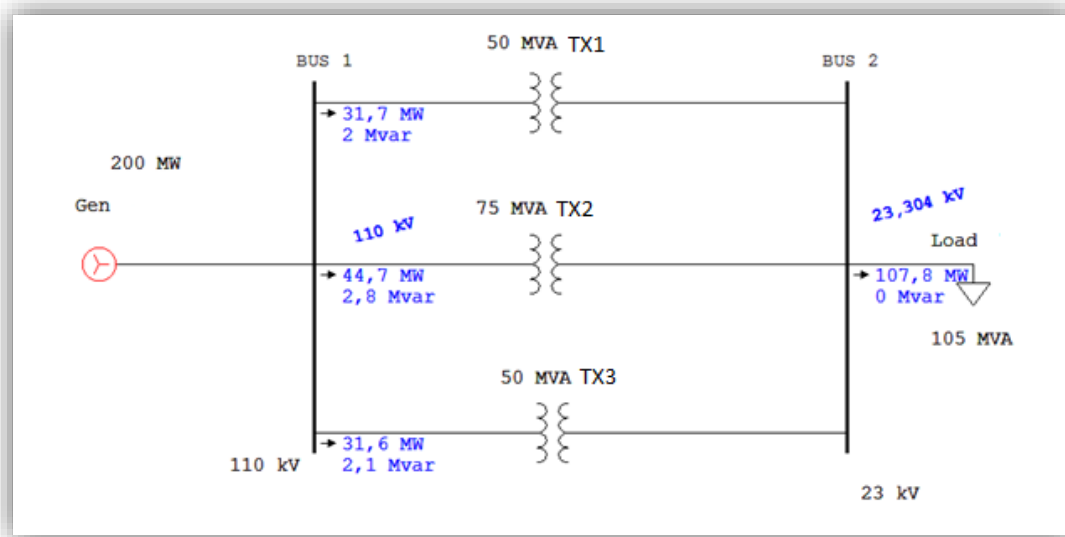 50 MVA TX1
BUS 1
BUS 2
31,7 MW
2 Mvar
200 MW
Gen
110 kV
75 MVA TX2
23,304 kV
Load
44,7 MW
2,8 Mvar
107,8 MW
0 Mvar
105 MVA
50 MVA TX3
31,6 MW
2,1 Mvar
110 kV
23 kV